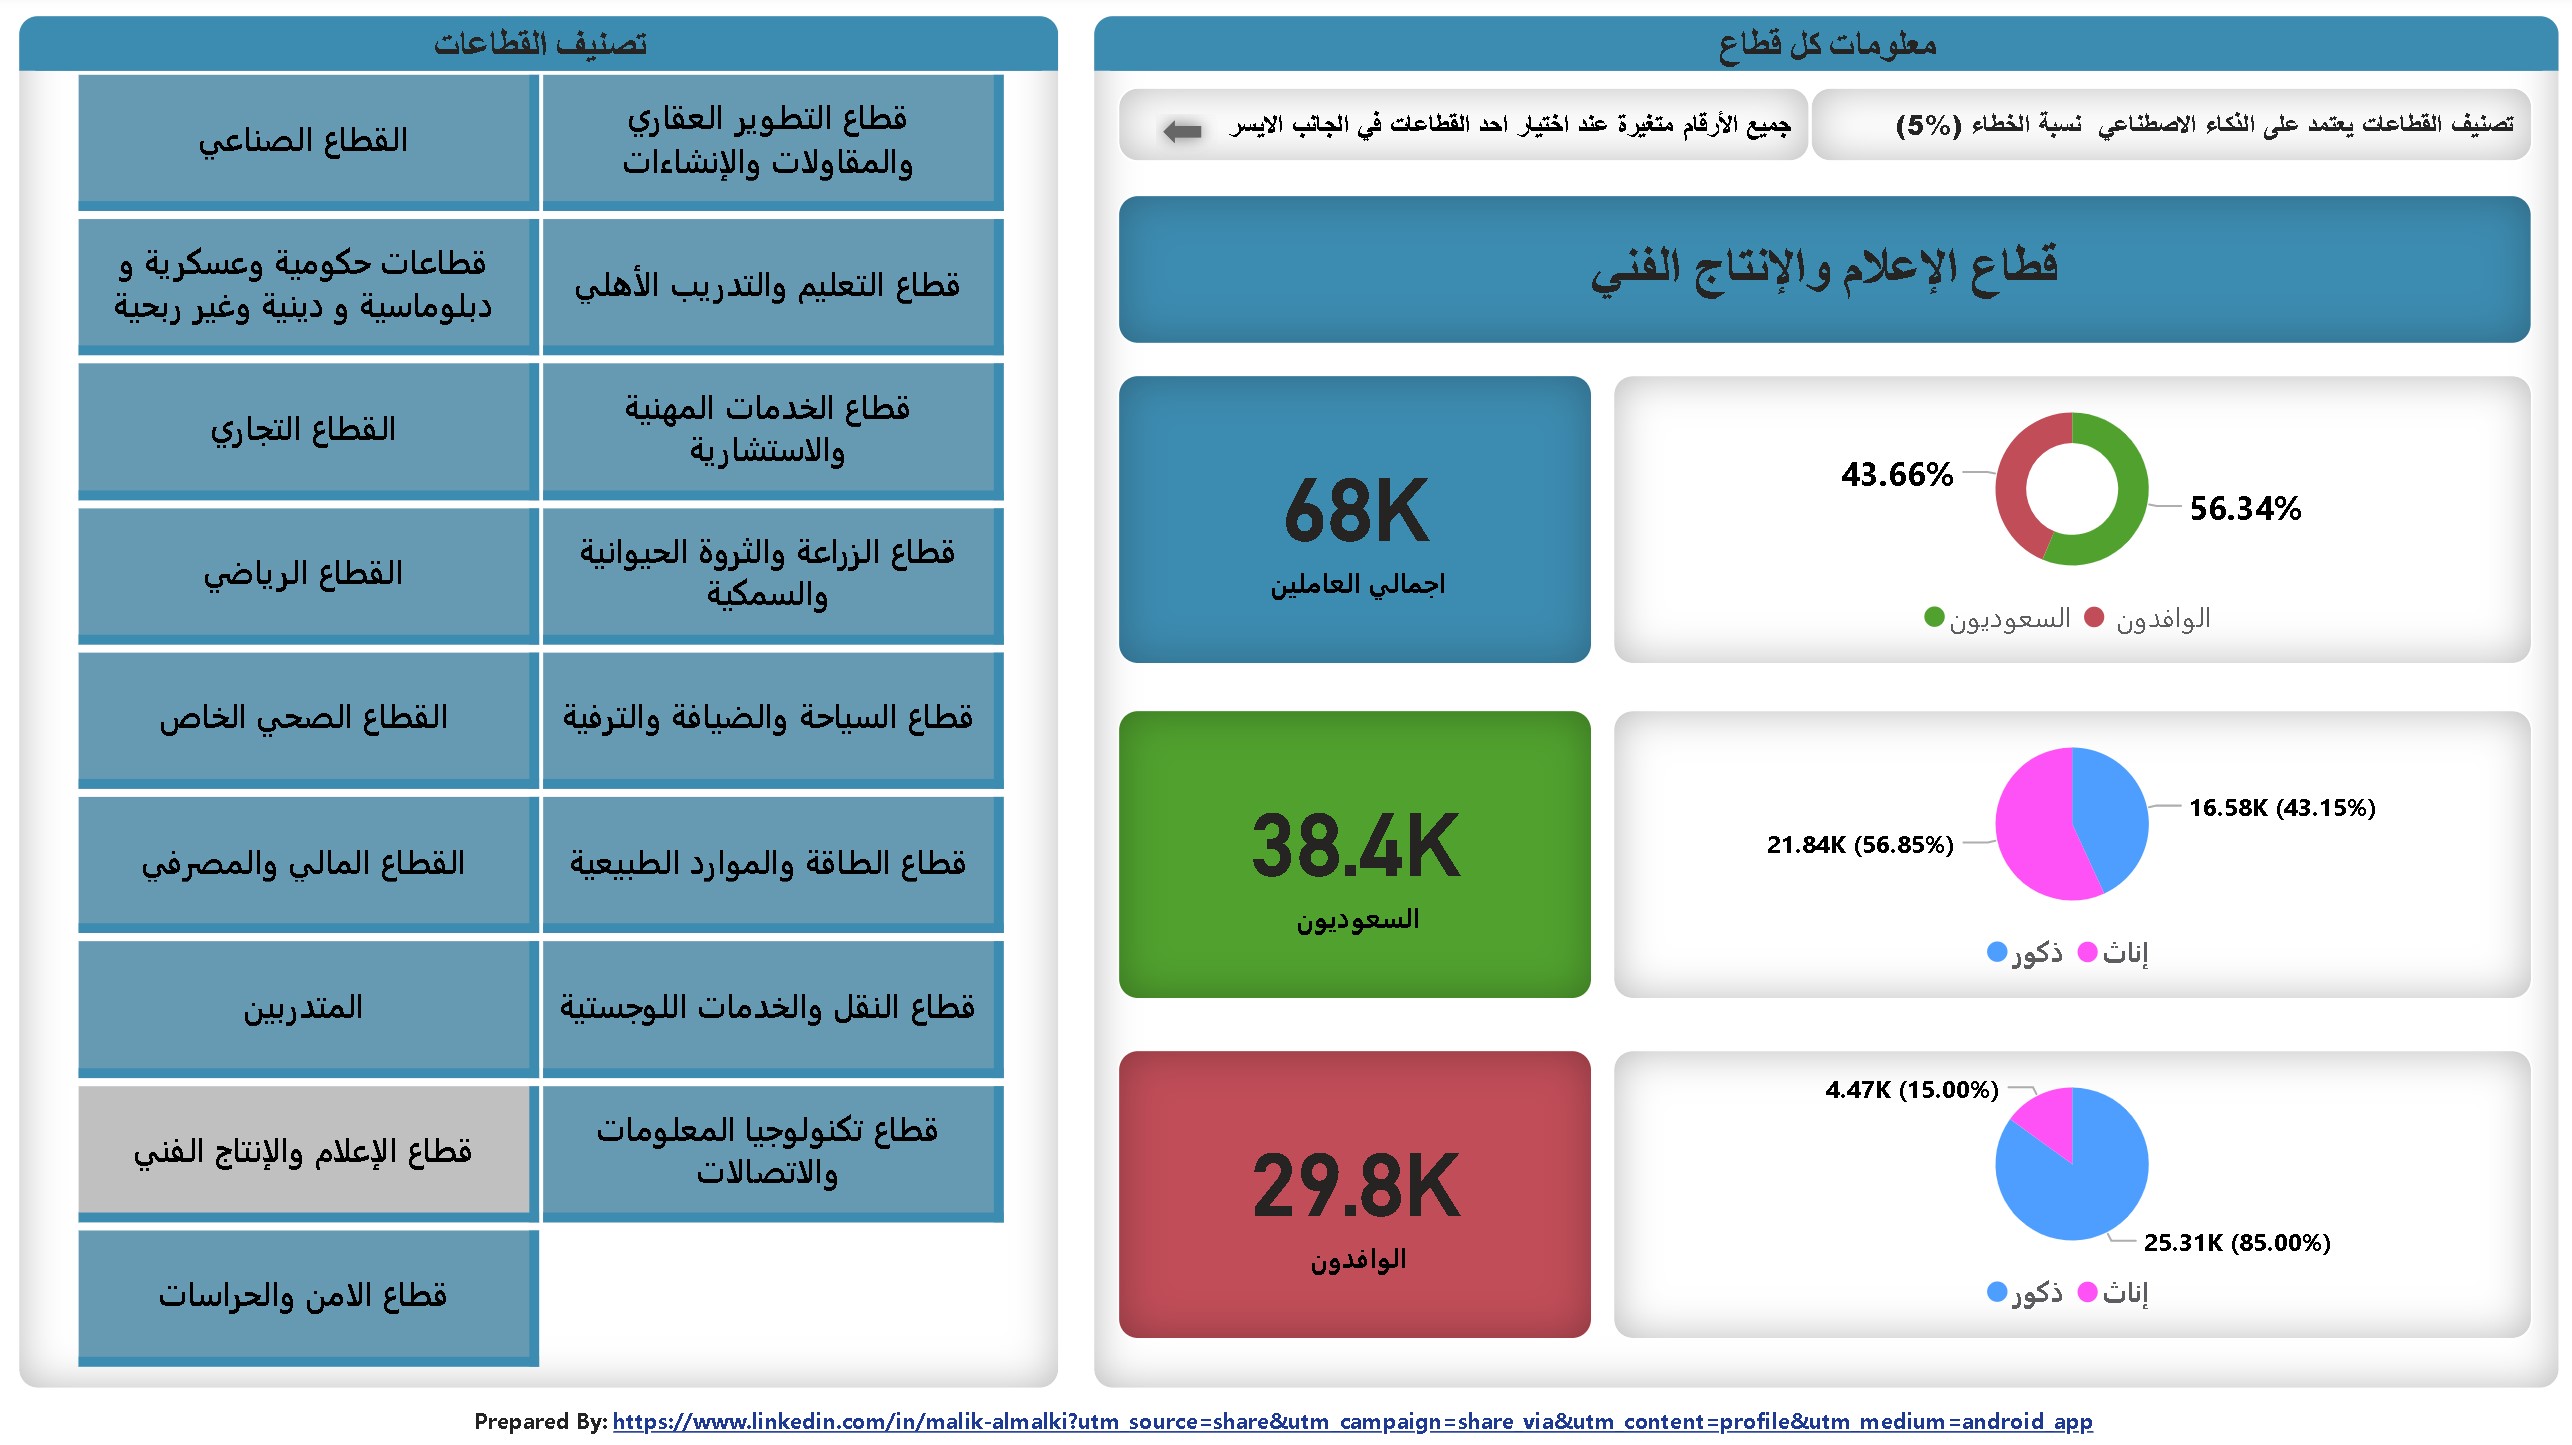 معلومات كل قطاع
تصنيف القطاعات يعتمد على الذكاء الاصطناعي نسبة الخطاء (5%)
جميع الأرقام متغيرة عند اختيار احد القطاعات في الجانب الايسر
قطاع الإعلام والإنتاج الفني
68K
اجمالي العاملين
43.66%
56.34%
السعوديون
الوافدون
38.4K
السعوديون
16.58K (43.15%)
21.84K (56.85%)
ذكور
إناث
29.8K
الوافدون
4.47K (15.00%)
25.31K (85.00%)
ذكور
إناث
تصنيف القطاعات
قطاع التطوير العقاري
والمقاولات والإنشاءات
القطاع الصناعي
قطاع التعليم والتدريب الأهلي
قطاعات حكومية وعسكرية و
دبلوماسية و دينية وغير ربحية
قطاع الخدمات المهنية
والاستشارية
القطاع التجاري
قطاع الزراعة والثروة الحيوانية
والسمكية
القطاع الرياضي
قطاع السياحة والضيافة والترفية
القطاع الصحي الخاص
قطاع الطاقة والموارد الطبيعية
القطاع المالي والمصرفي
قطاع النقل والخدمات اللوجستية
المتدربين
قطاع تكنولوجيا المعلومات
والاتصالات
قطاع الإعلام والإنتاج الفني
قطاع الامن والحراسات
Prepared By: https://www.linkedin.com/in/malik-almalki?utm_source=share&utm_campaign=share_via&utm_content=profile&utm_medium=android_app